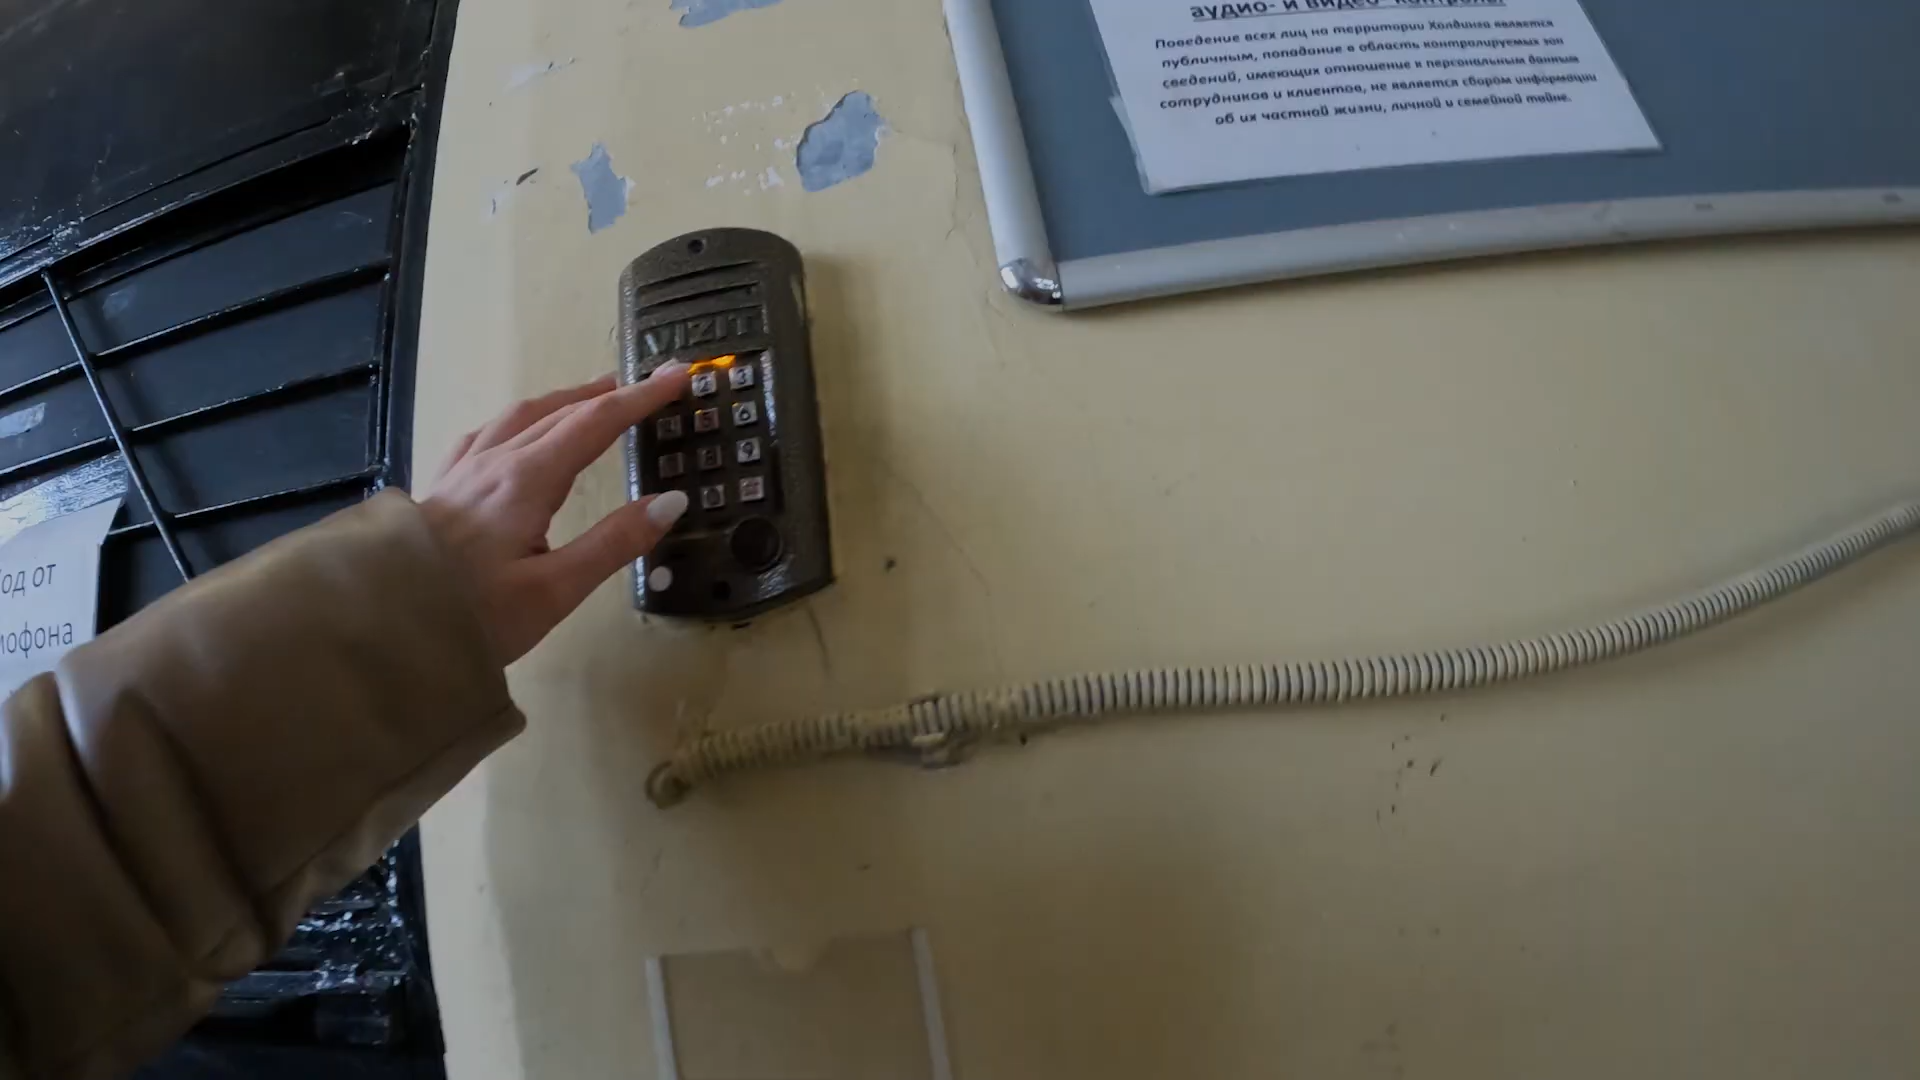 аудио- и видео- контроль!
Поведение всех лиц на территории Холдинга является
публичным, попадание в область контролируемых зон
сведений, имеющих отношение к персональным данным
сотрудников и клиентов, не является сбором информации
об их частной жизни, личной и семейной тайне.
VIZIT
2 3
4 5 6
8 9
0
од от
мофона